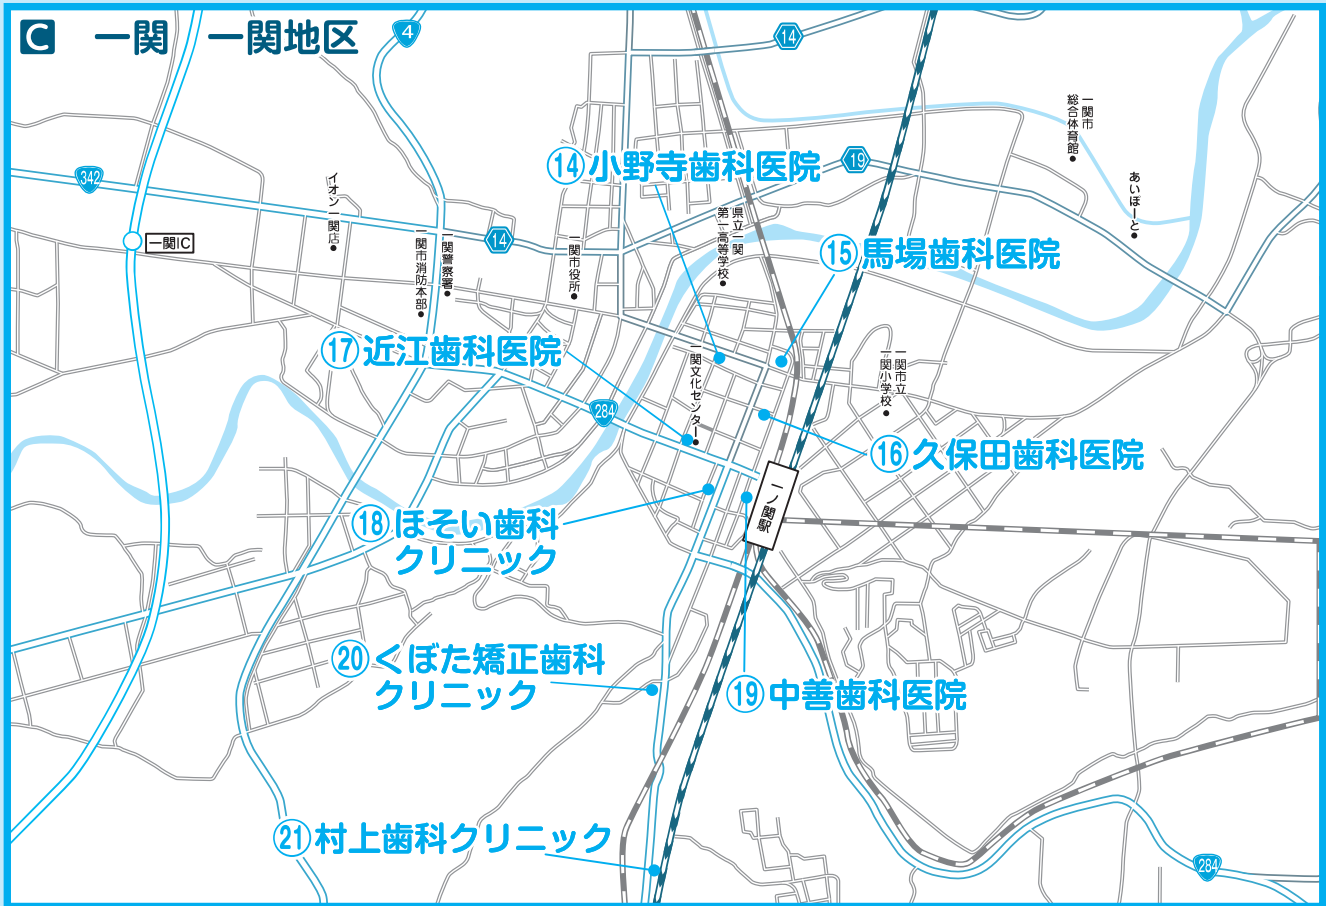 C 一関 一関地区
4
14
342
19
一関市
総合体育館
あいぽーと
イオン一関店
⑭小野寺歯科医院
県立一関
第一高等学校
一関IC
一関市消防本部
一関警察署
14
一関市役所
⑮馬場歯科医院
⑰近江歯科医院
一関文化センター
一関市立
一関小学校
284
⑯久保田歯科医院
一ノ関駅
⑱ほそい歯科
クリニック
⑳くぼた矯正歯科
クリニック
⑲中善歯科医院
㉑村上歯科クリニック
284